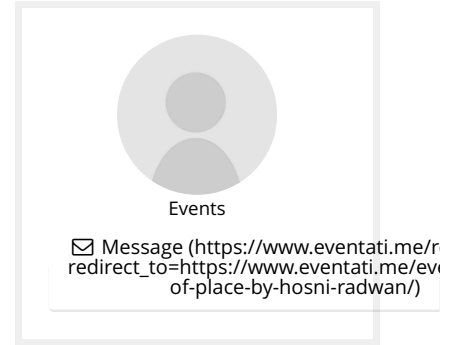 Events
Message (https://www.eventati.me/r
redirect_to=https://www.eventati.me/eve
of-place-by-hosni-radwan/)